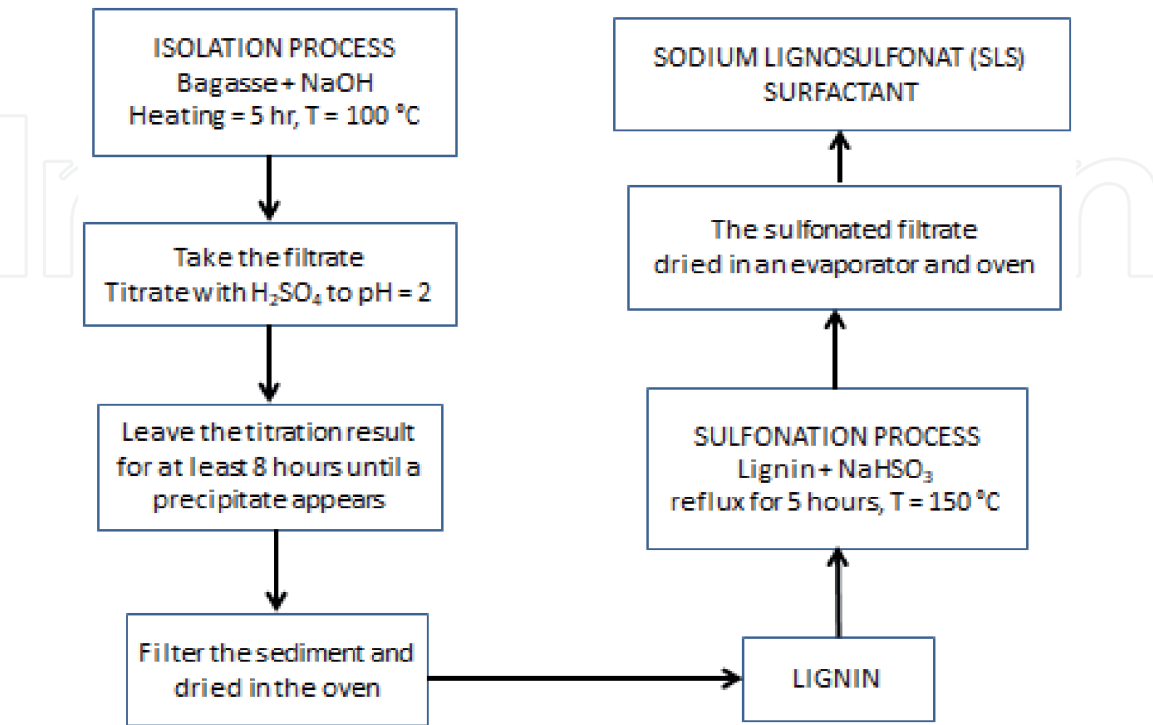 ISOLATION PROCESS
Bagasse + NaOH
Heating = 5 hr, T = 100 °C
Take the filtrate
Titrate with H₂SO₄ to pH = 2
Leave the titration result
for at least 8 hours until a
precipitate appears
Filter the sediment and
dried in the oven
LIGNIN
SULFONATION PROCESS
Lignin + NaHSO₃
reflux for 5 hours, T = 150 °C
The sulfonated filtrate
dried in an evaporator and oven
SODIUM LIGNOSULFONAT (SLS)
SURFACTANT